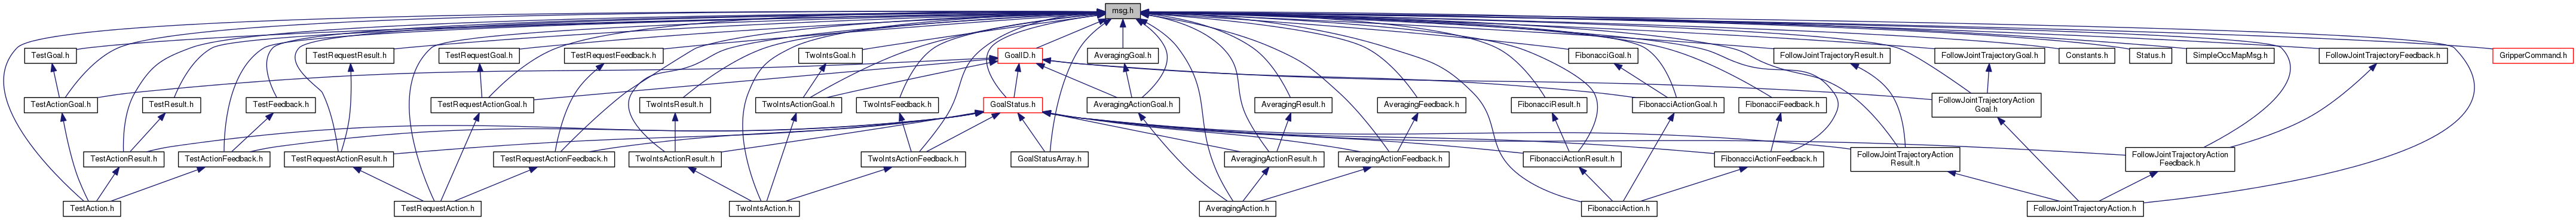 msg.h
TestGoal.h
TestRequestResult.h
TestRequestGoal.h
TestRequestFeedback.h
TwoIntsGoal.h
GoalID.h
AveragingGoal.h
FibonacciGoal.h
FollowJointTrajectoryResult.h
FollowJointTrajectoryGoal.h
Constants.h
Status.h
SimpleOccMapMsg.h
FollowJointTrajectoryFeedback.h
GripperCommand.h
TestActionGoal.h
TestResult.h
TestFeedback.h
TestRequestActionGoal.h
TwoIntsResult.h
TwoIntsActionGoal.h
TwoIntsFeedback.h
GoalStatus.h
AveragingActionGoal.h
AveragingResult.h
AveragingFeedback.h
FibonacciResult.h
FibonacciActionGoal.h
FibonacciFeedback.h
FollowJointTrajectoryAction
Goal.h
TestActionResult.h
TestActionFeedback.h
TestRequestActionResult.h
TestRequestActionFeedback.h
TwoIntsActionResult.h
TwoIntsActionFeedback.h
GoalStatusArray.h
AveragingActionResult.h
AveragingActionFeedback.h
FibonacciActionResult.h
FibonacciActionFeedback.h
FollowJointTrajectoryAction
Result.h
FollowJointTrajectoryAction
Feedback.h
TestAction.h
TestRequestAction.h
TwoIntsAction.h
AveragingAction.h
FibonacciAction.h
FollowJointTrajectoryAction.h